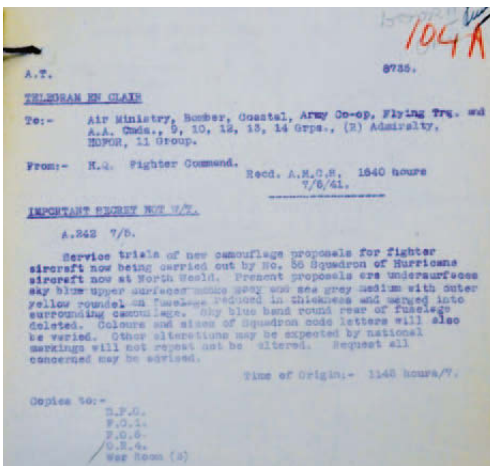 104A
A.T. 8735.
TELEGRAM EN CLAIR
To:- Air Ministry, Bomber, Coastal, Army Co-op, Flying Trg. and
A.A. Cmds., 9, 10, 12, 13, 14 Grps., (R) Admiralty,
11 Group.
From:- H.Q. Fighter Command.
Recd. A.M.C.R. 1640 hours
7/5/41.
IMPORTANT REGRET NOT W/T.
A.242 7/5.
Service trials of new camouflage proposals for fighter
aircraft now being carried out by No. 56 Squadron of Hurricane
aircraft now at North Weald. Present proposals are undersurfaces
sky blue upper surfaces grey and sea grey medium with outer
yellow roundel on fuselage reduced in thickness and merged into
surrounding camouflage. Sky blue band round rear of fuselage
deleted. Colours and sizes of Squadron code letters will also
be varied. Other alterations may be expected by national
markings will not repeat not be altered. Request all
concerned may be advised.
Time of Origin:- 1148 hours/7.
Copies to:-
D.F.O.
F.O.1.
F.O.5.
O.R.4.
War Room (3)